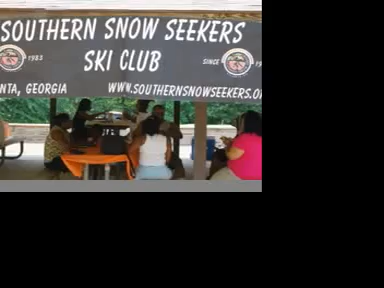 SOUTHERN SNOW SEEKERS
SKI CLUB
1983
SINCE
NTA, GEORGIA
WWW.SOUTHERNSNOWSEEKERS.O